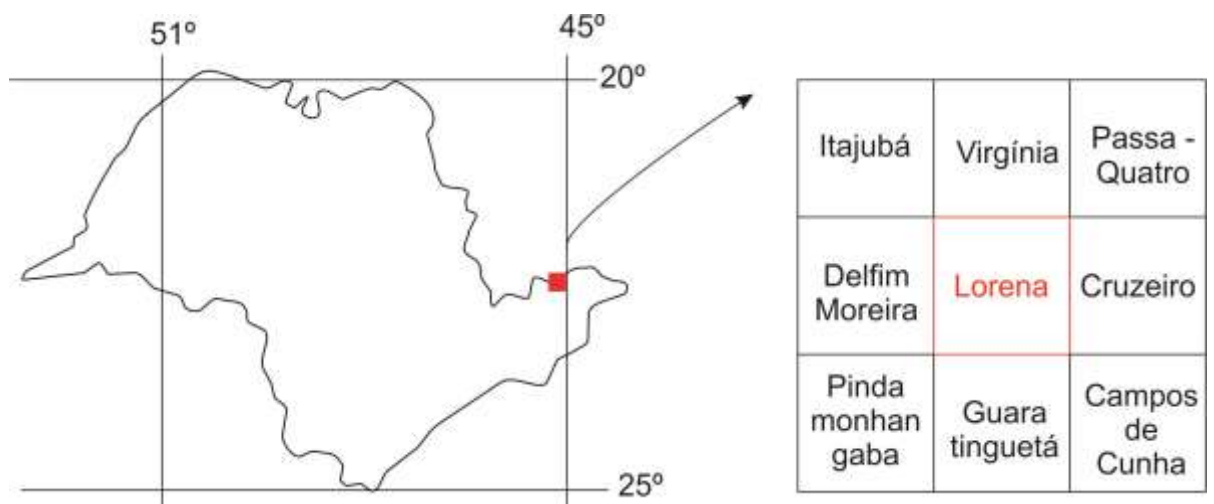 51º
45º
20º
25º
Itajubá
Virgínia
Passa -
Quatro
Delfim
Moreira
Lorena
Cruzeiro
Pinda
monhan
gaba
Guara
tinguetá
Campos
de
Cunha